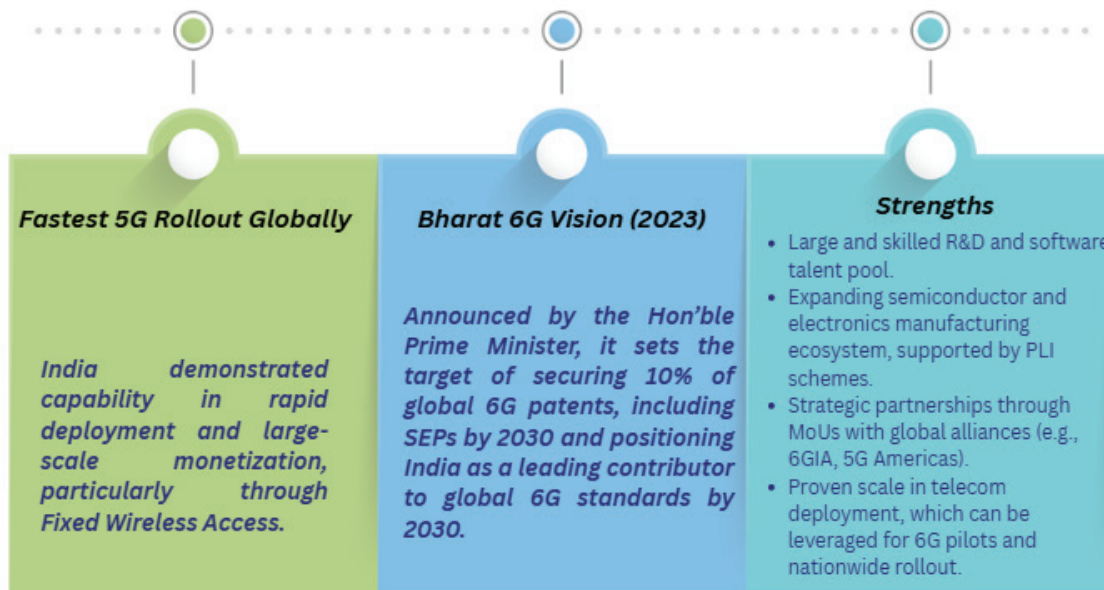 Fastest 5G Rollout Globally
India demonstrated
capability in rapid
deployment and large-
scale monetization,
particularly through
Fixed Wireless Access.
Bharat 6G Vision (2023)
Announced by the Hon’ble
Prime Minister, it sets the
target of securing 10% of
global 6G patents, including
SEPs by 2030 and positioning
India as a leading contributor
to global 6G standards by
2030.
Strengths
• Large and skilled R&D and software
talent pool.
• Expanding semiconductor and
electronics manufacturing
ecosystem, supported by PLI
schemes.
• Strategic partnerships through
MoUs with global alliances (e.g.,
6GIA, 5G Americas).
• Proven scale in telecom
deployment, which can be
leveraged for 6G pilots and
nationwide rollout.